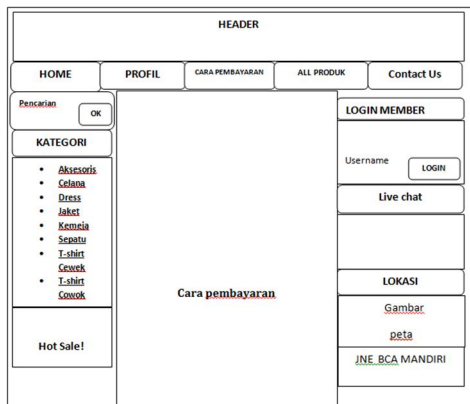 HEADER
HOME
PROFIL
CARA PEMBAYARAN
ALL PRODUK
Contact Us
Pencarian
OK
KATEGORI
• Aksesoris
• Celana
• Dress
• Jaket
• Kemeja
• Sepatu
• T-shirt
Cewek
• T-shirt
Cowok
Hot Sale!
Cara pembayaran
LOGIN MEMBER
Username
LOGIN
Live chat
LOKASI
Gambar
peta
JNE BCA MANDIRI